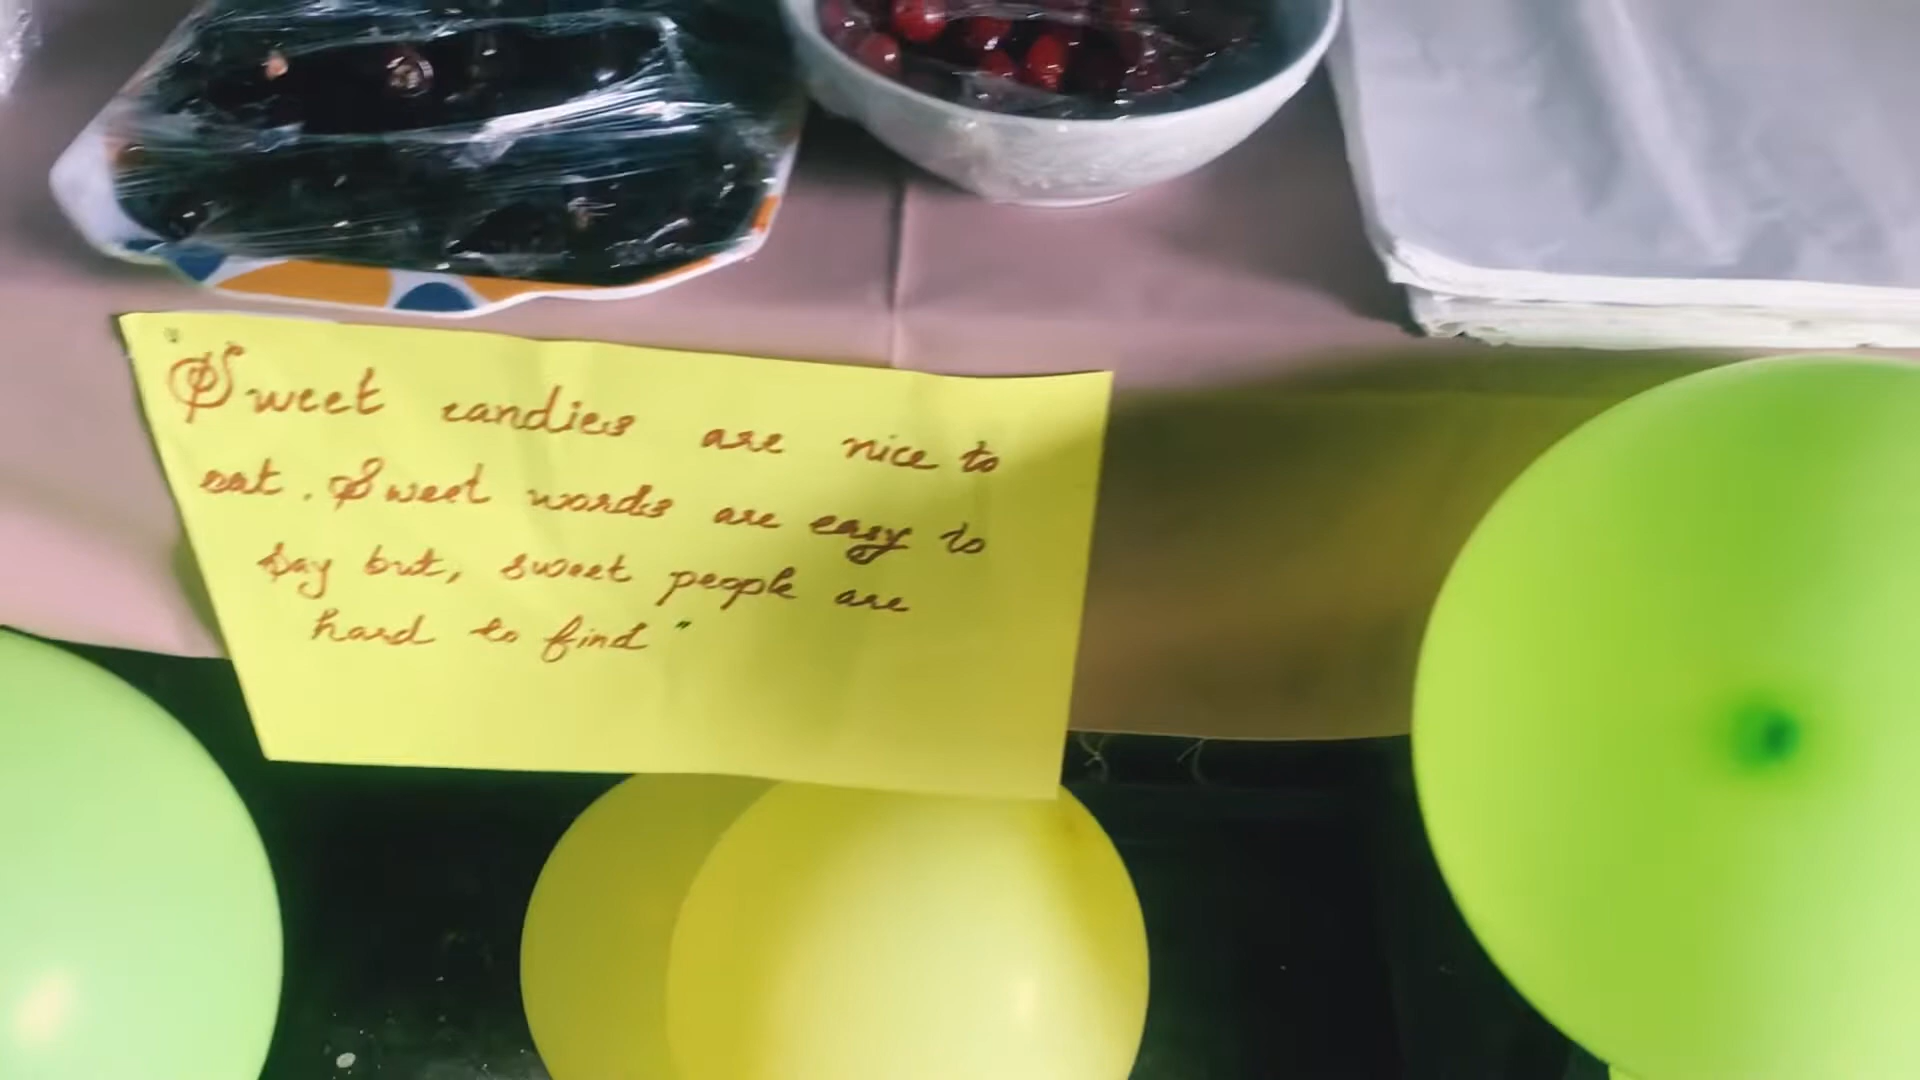 "Sweet candies are nice to
eat. Sweet words are easy to
say but, sweet people are
hard to find"